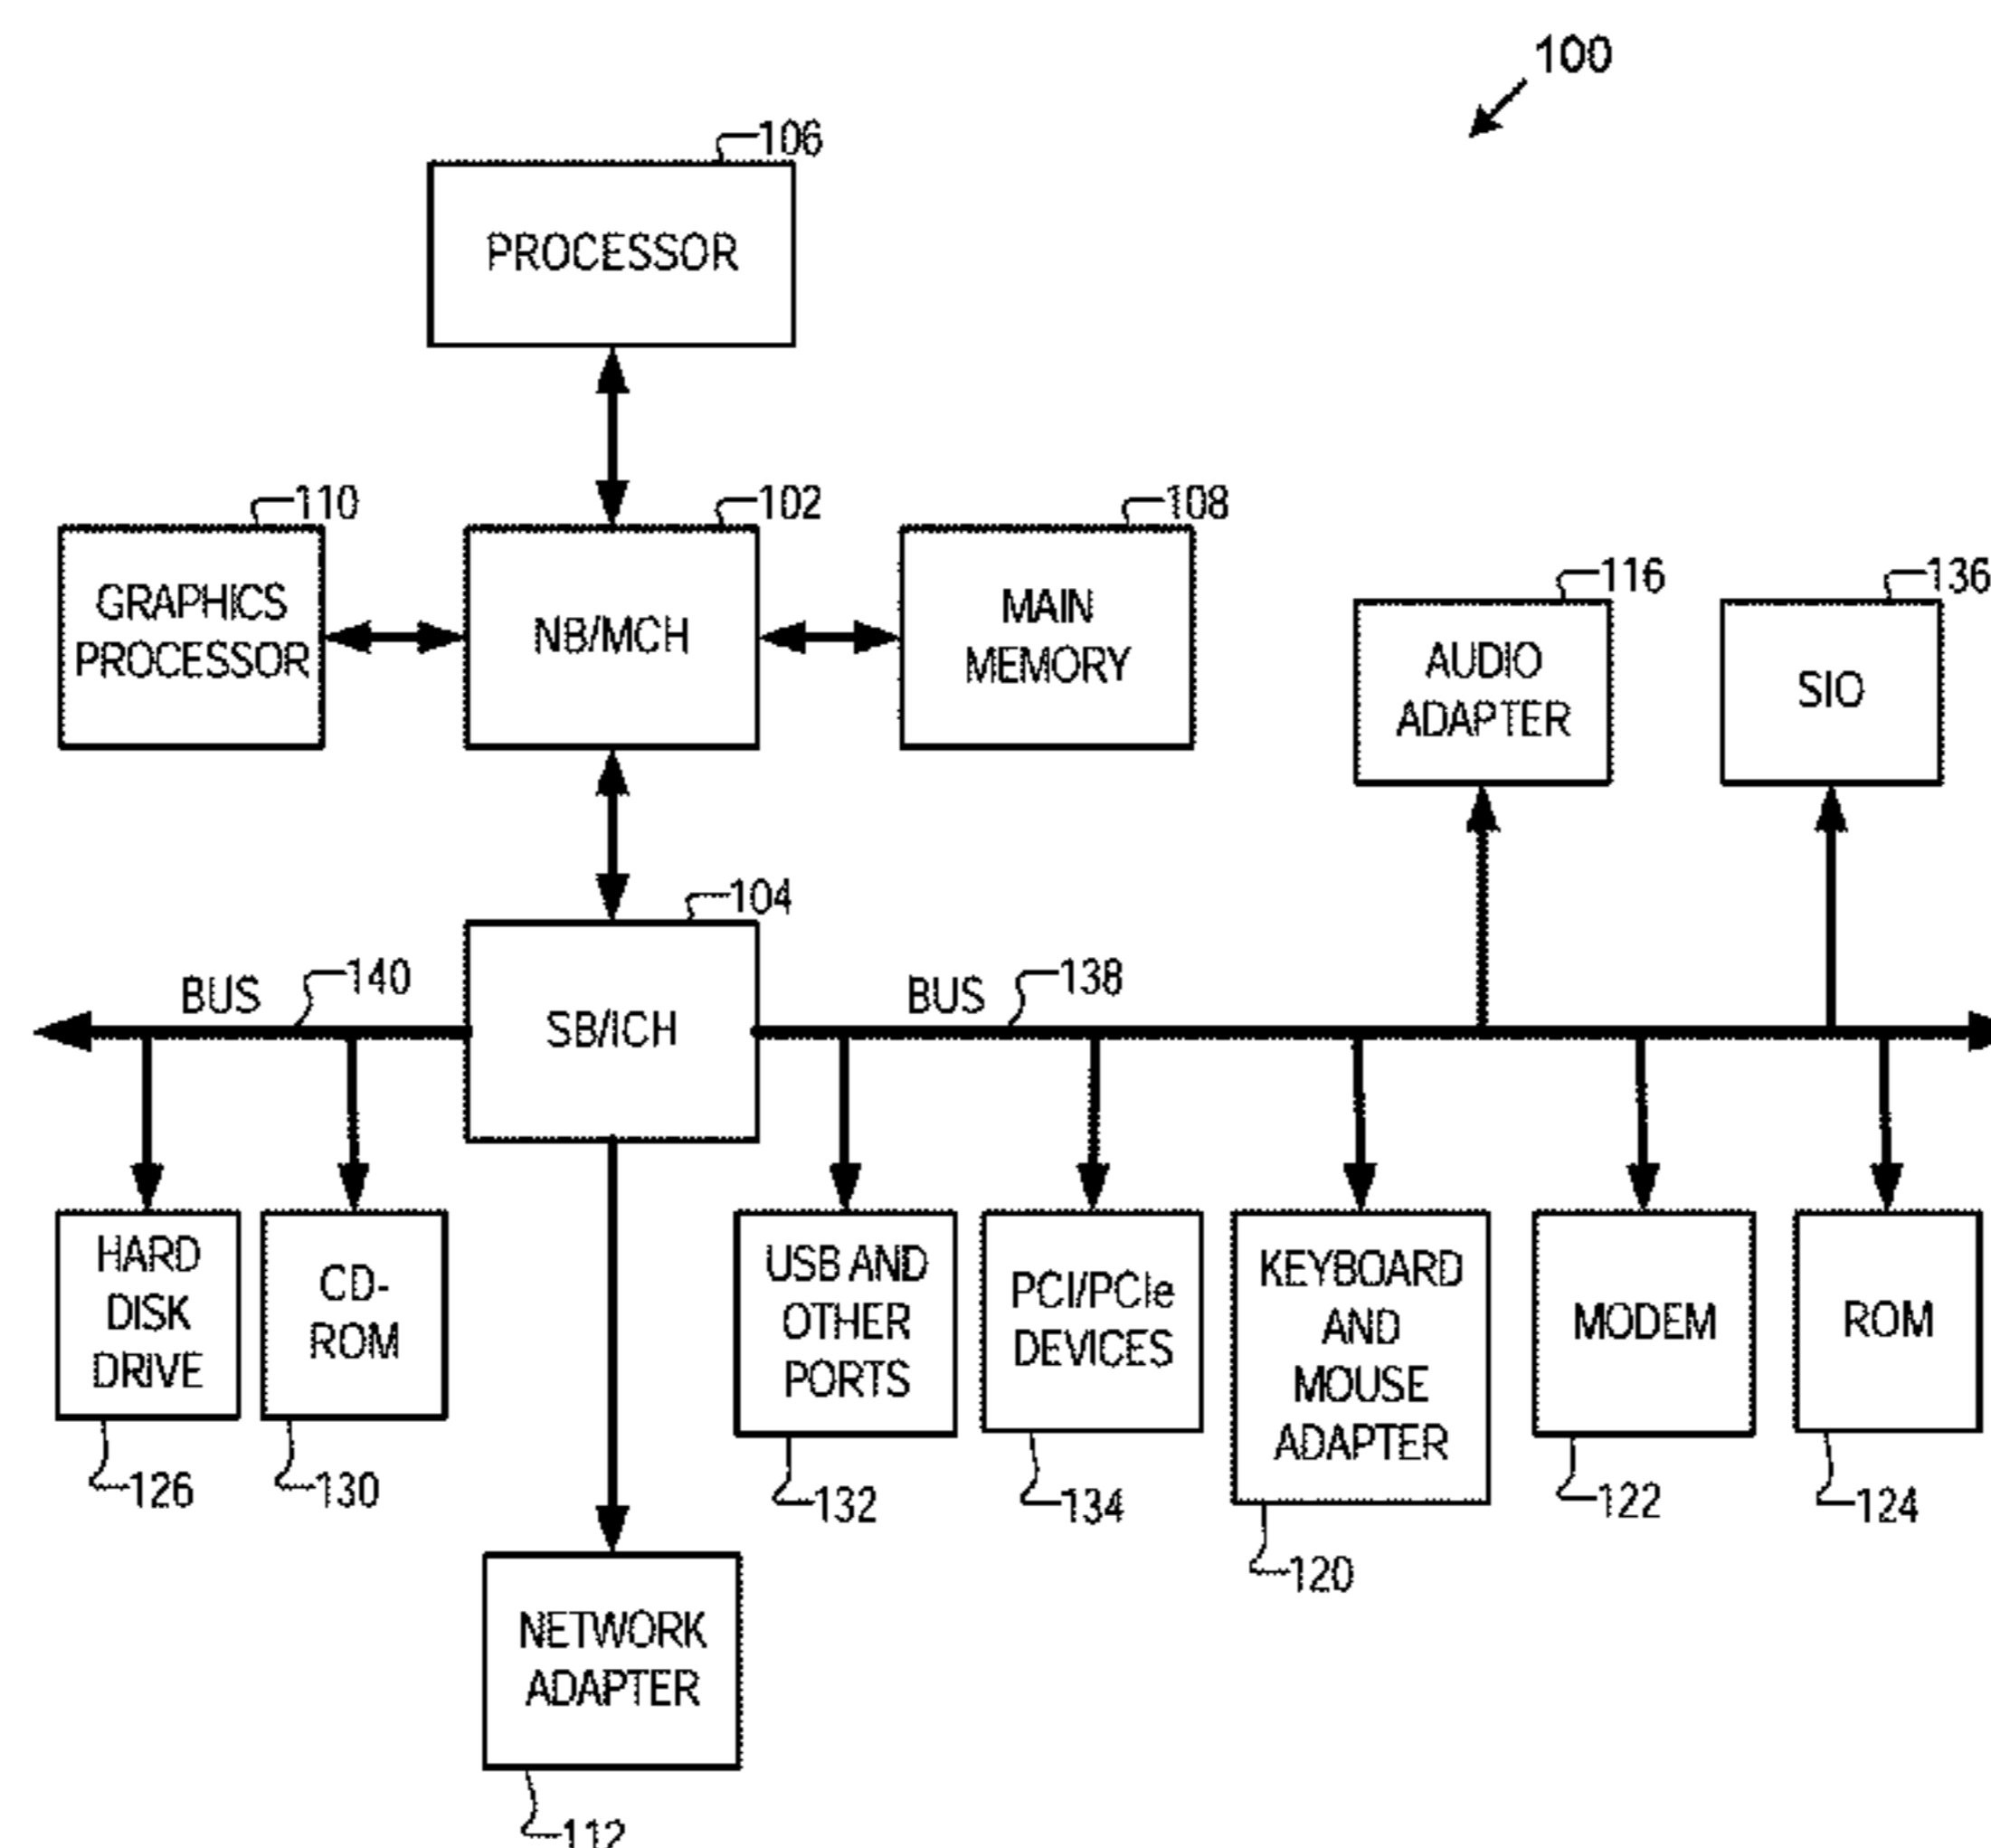 100
106
PROCESSOR
110
102
108
GRAPHICS
PROCESSOR
NB/MCH
MAIN
MEMORY
116
136
AUDIO
ADAPTER
SIO
104
BUS
140
SB/ICH
BUS
138
HARD
DISK
DRIVE
CD-
ROM
USB AND
OTHER
PORTS
PCI/PCIe
DEVICES
KEYBOARD
AND
MOUSE
ADAPTER
MODEM
ROM
126
130
132
134
120
122
124
NETWORK
ADAPTER
112